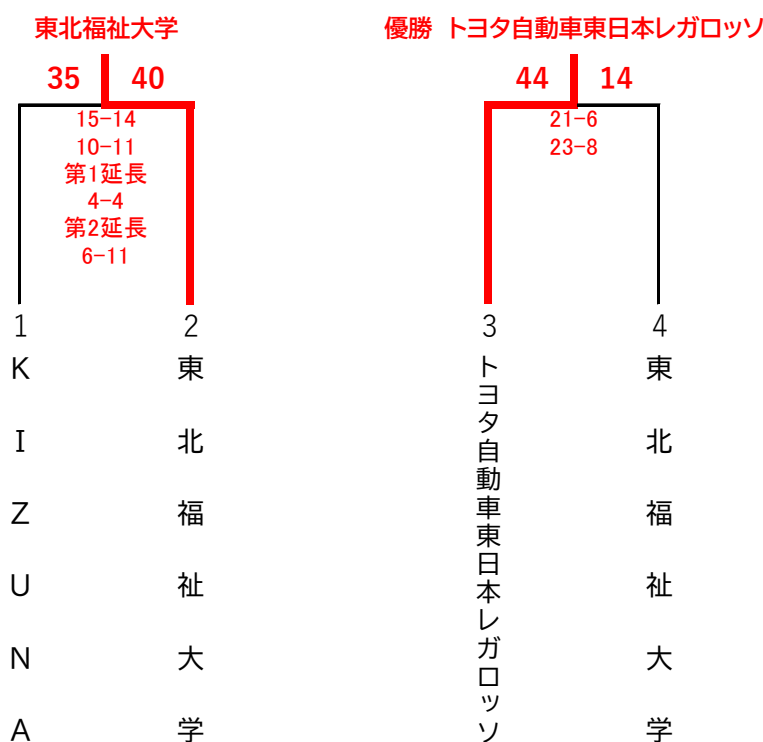 東北福祉大学
35 40
15-14
10-11
第1延長
4-4
第2延長
6-11
1
KIZUNA
2
東北福祉大学
優勝 トヨタ自動車東日本レガロッソ
44 14
21-6
23-8
3
トヨタ自動車東日本レガロッソ
4
東北福祉大学